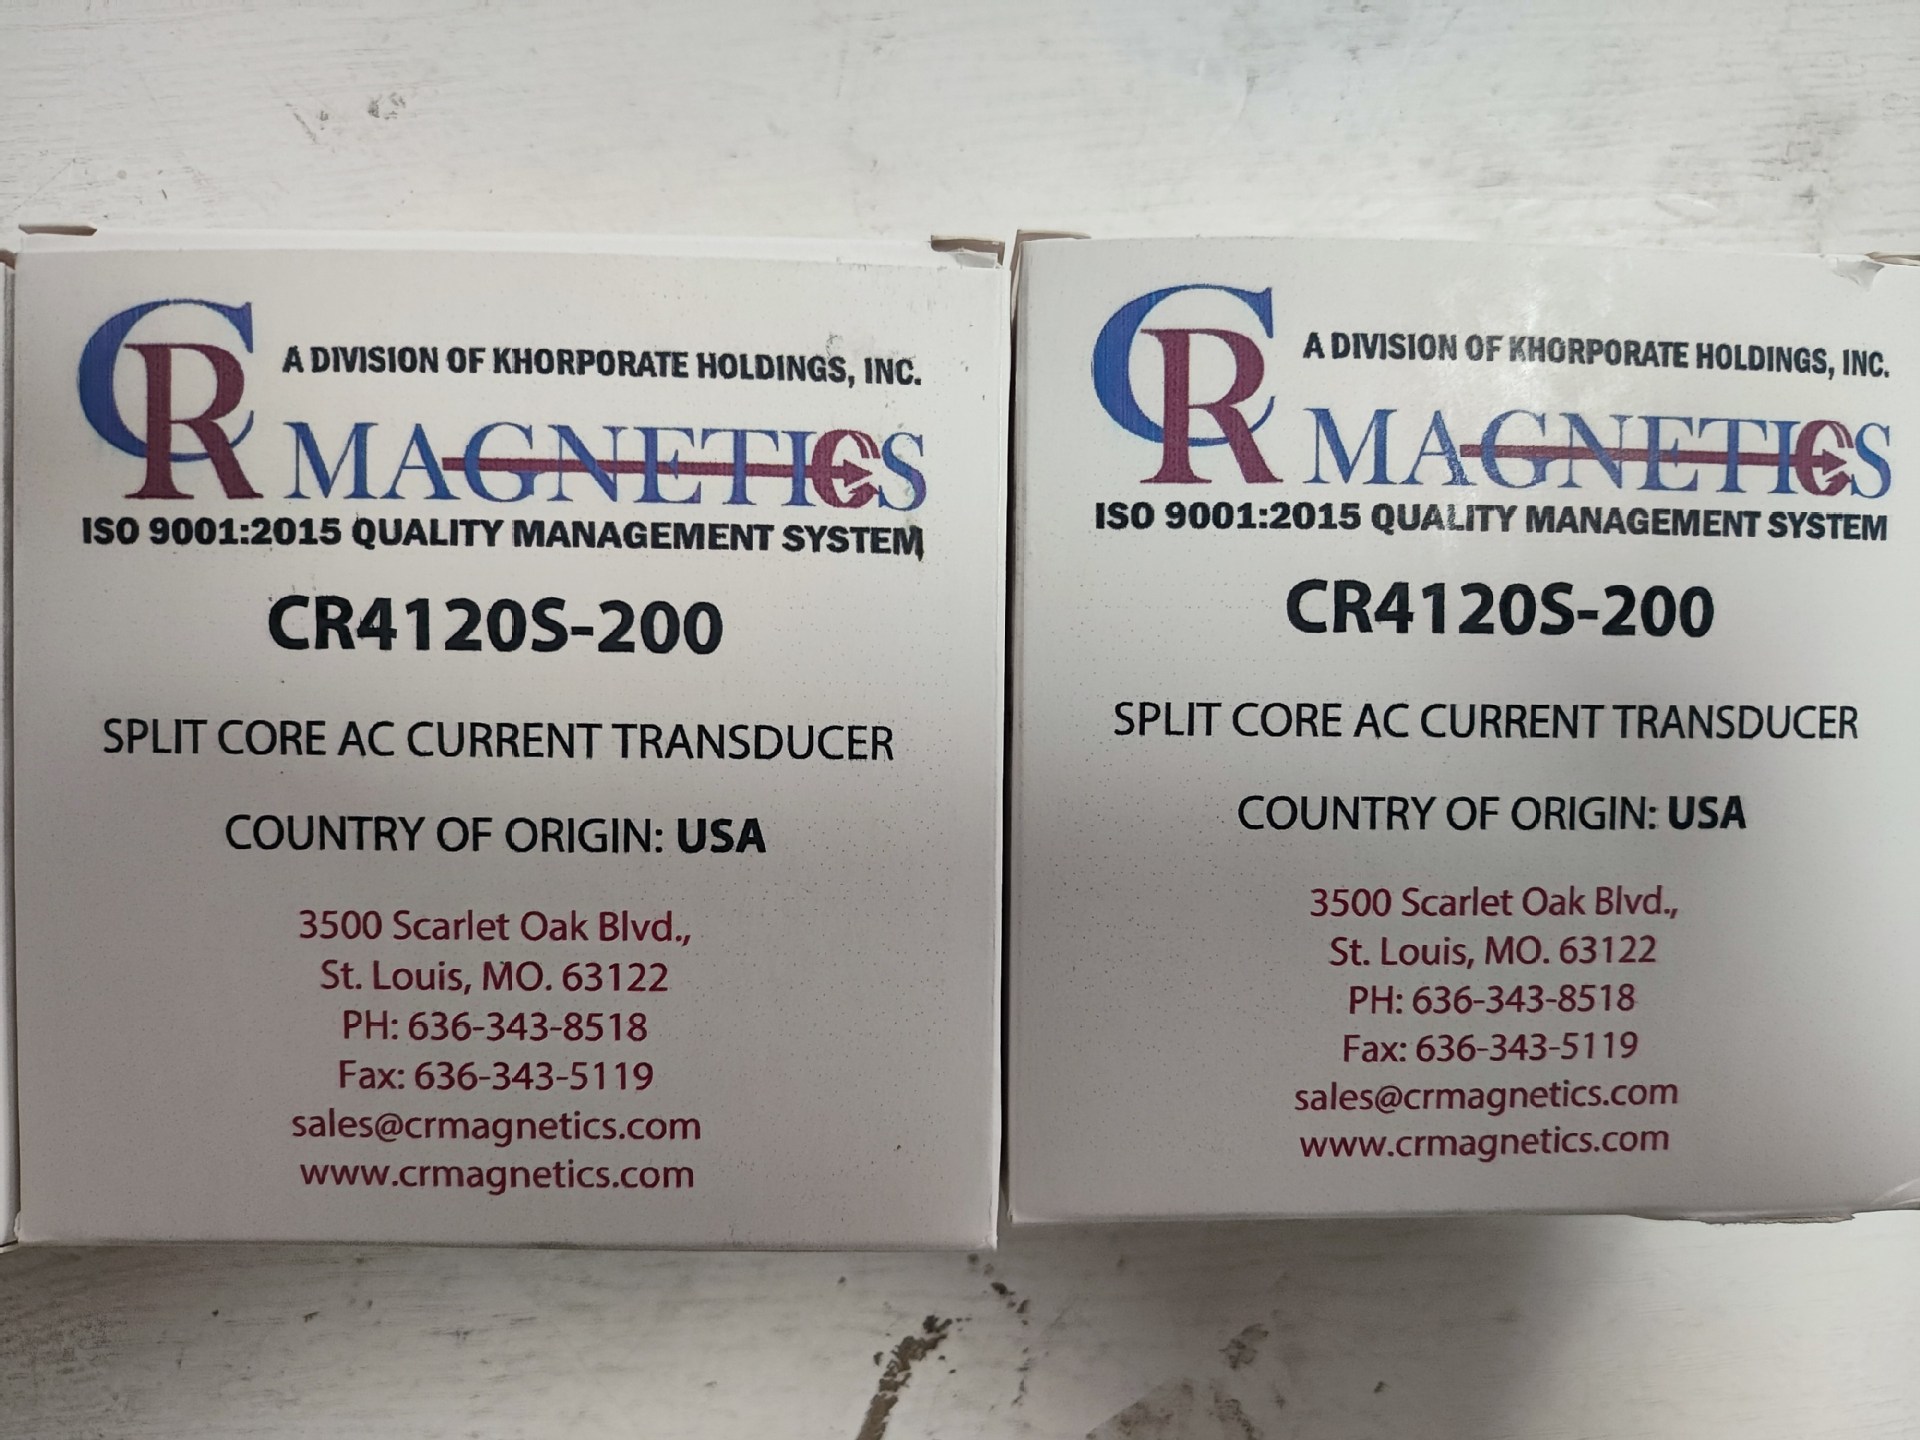 A DIVISION OF KHORPORATE HOLDINGS, INC.
CR MAGNETICS
ISO 9001:2015 QUALITY MANAGEMENT SYSTEM
CR4120S-200
SPLIT CORE AC CURRENT TRANSDUCER
COUNTRY OF ORIGIN: USA
3500 Scarlet Oak Blvd.,
St. Louis, MO. 63122
PH: 636-343-8518
Fax: 636-343-5119
sales@crmagnetics.com
www.crmagnetics.com
A DIVISION OF KHORPORATE HOLDINGS, INC.
CR MAGNETICS
ISO 9001:2015 QUALITY MANAGEMENT SYSTEM
CR4120S-200
SPLIT CORE AC CURRENT TRANSDUCER
COUNTRY OF ORIGIN: USA
3500 Scarlet Oak Blvd.,
St. Louis, MO. 63122
PH: 636-343-8518
Fax: 636-343-5119
sales@crmagnetics.com
www.crmagnetics.com